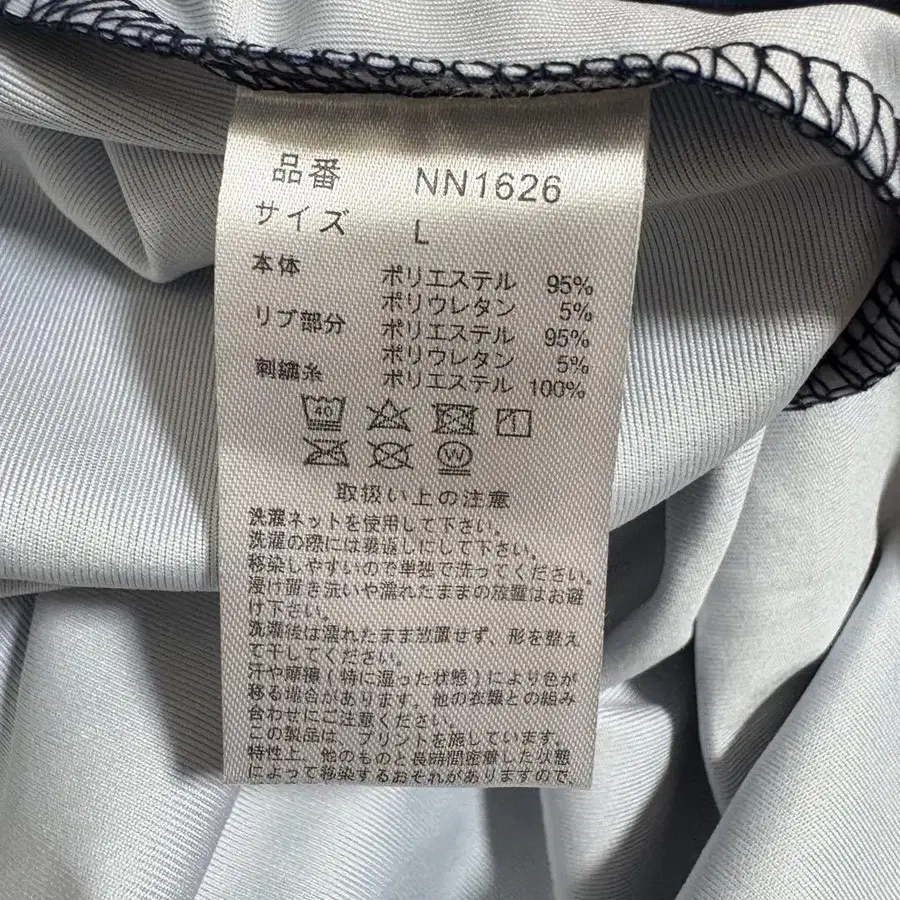 品番 NN1626
サイズ L
本体 ポリエステル 95%
ポリウレタン 5%
リブ部分 ポリエステル 95%
ポリウレタン 5%
刺繍糸 ポリエステル 100%
40
W
取扱い上の注意
洗濯ネットを使用して下さい。
洗濯の際には裏返しにして下さい。
移染しやすいので単独で洗ってください。
浸け置き洗いや濡れたままの放置はお避
け下さい。
洗濯後は濡れたまま放置せず、形を整え
て干してください。
汗や摩擦(特に湿った状態)により色が
移る場合があります。他の衣類との組み
合わせにご注意ください。
この製品は プリントを施しています。
特性上、他のものと長時間密着した状態
によって移染するおそれがありますので、